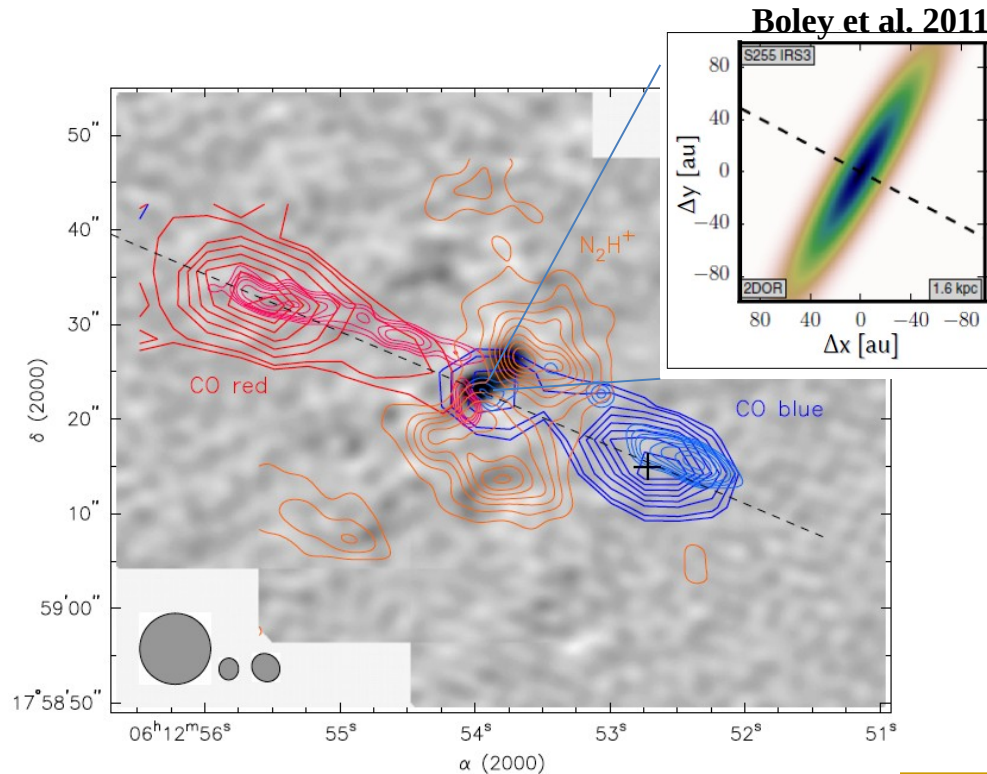 Boley et al. 2011
S255 IRS3
80
40
0
−40
−80
Δy [au]
2DOR
1.6 kpc
80 40 0 −40 −80
Δx [au]
50"
40"
30"
20"
10"
59'00"
17°58'50"
δ (2000)
N₂H⁺
CO red
CO blue
06ʰ12ᵐ56ˢ 55ˢ 54ˢ 53ˢ 52ˢ 51ˢ
α (2000)